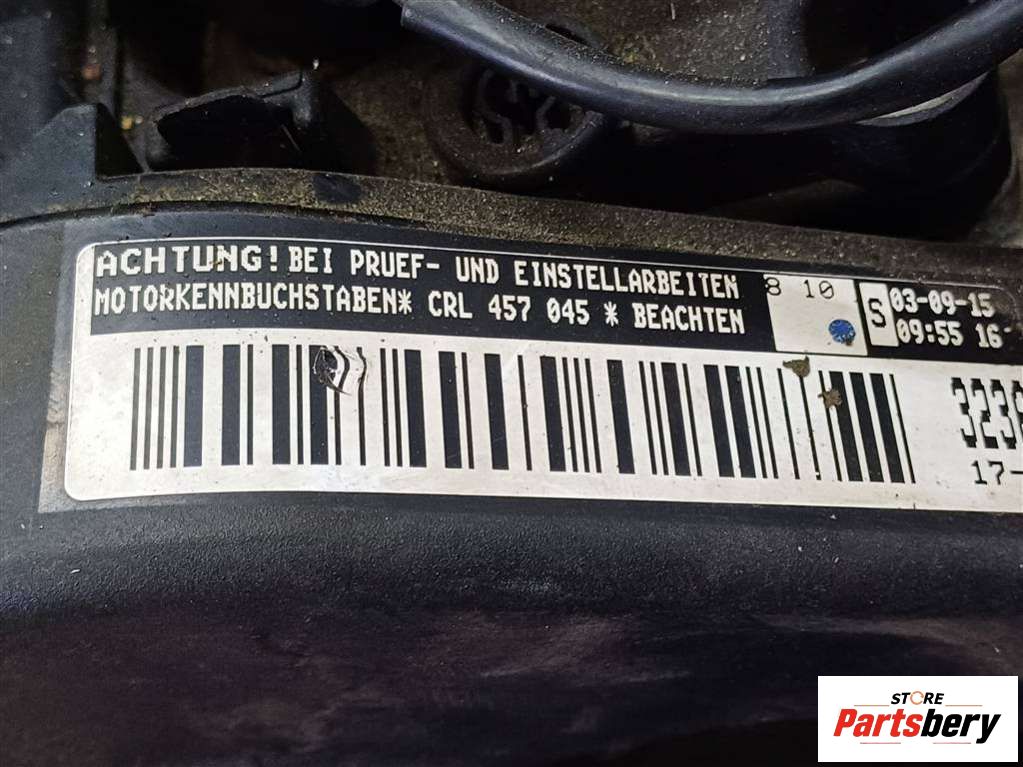 ACHTUNG! BEI PRUEF- UND EINSTELLARBEITEN
MOTORKENNBUCHSTABEN* CRL 457 045 * BEACHTEN
8 10
S
03-09-15
09:55 16
323
17-
STORE
Partsbery